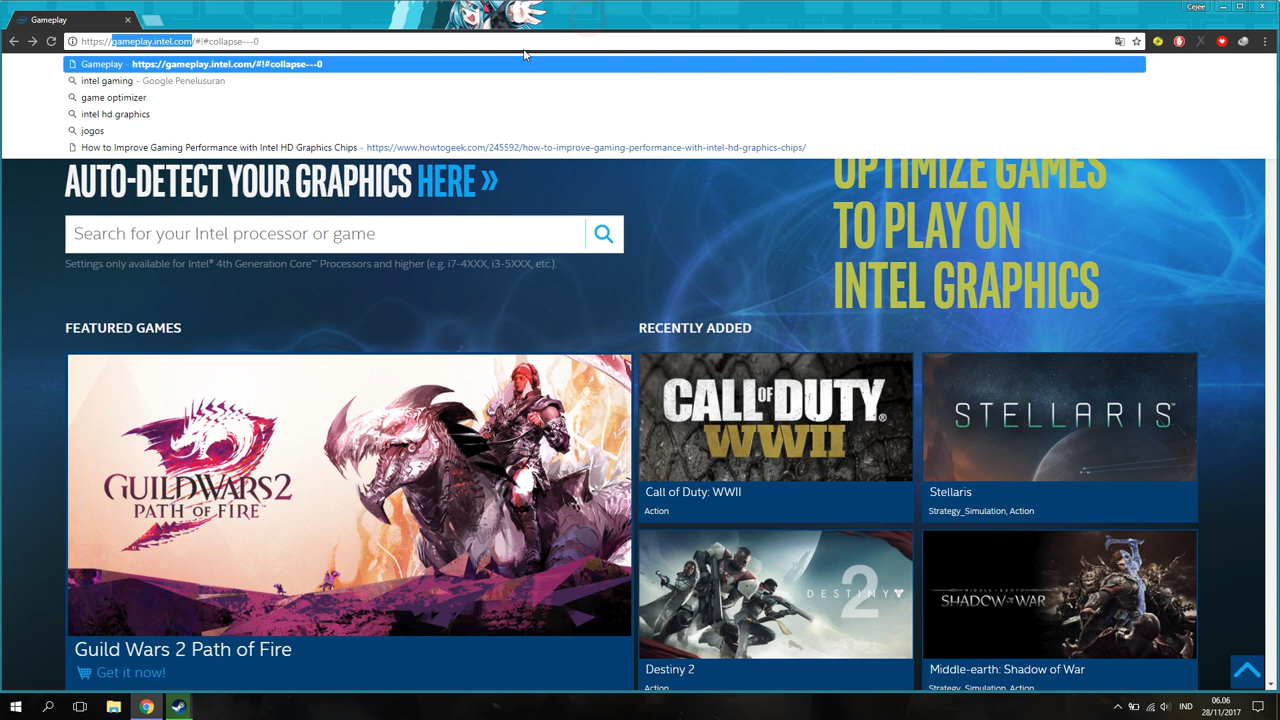 Gameplay
Cejee
https://gameplay.intel.com/#!#collapse---0
Gameplay - https://gameplay.intel.com/#!#collapse---0
intel gaming - Google Penelusuran
game optimizer
intel hd graphics
jogos
How to Improve Gaming Performance with Intel HD Graphics Chips - https://www.howtogeek.com/245592/how-to-improve-gaming-performance-with-intel-hd-graphics-chips/
AUTO-DETECT YOUR GRAPHICS HERE »
OPTIMIZE GAMES
TO PLAY ON
INTEL GRAPHICS
Search for your Intel processor or game
Settings only available for Intel® 4th Generation Core™ Processors and higher (e.g. i7-4XXX, i3-5XXX, etc.).
FEATURED GAMES
RECENTLY ADDED
GUILD WARS 2
PATH OF FIRE™
CALL OF DUTY®
WWII
STELLARIS™
Call of Duty: WWII
Action
Stellaris
Strategy_Simulation, Action
DESTINY 2
MIDDLE-EARTH
SHADOW OF WAR
Guild Wars 2 Path of Fire
Get it now!
Destiny 2
Action
Middle-earth: Shadow of War
Strategy_Simulation, Action
IND
06.06
28/11/2017